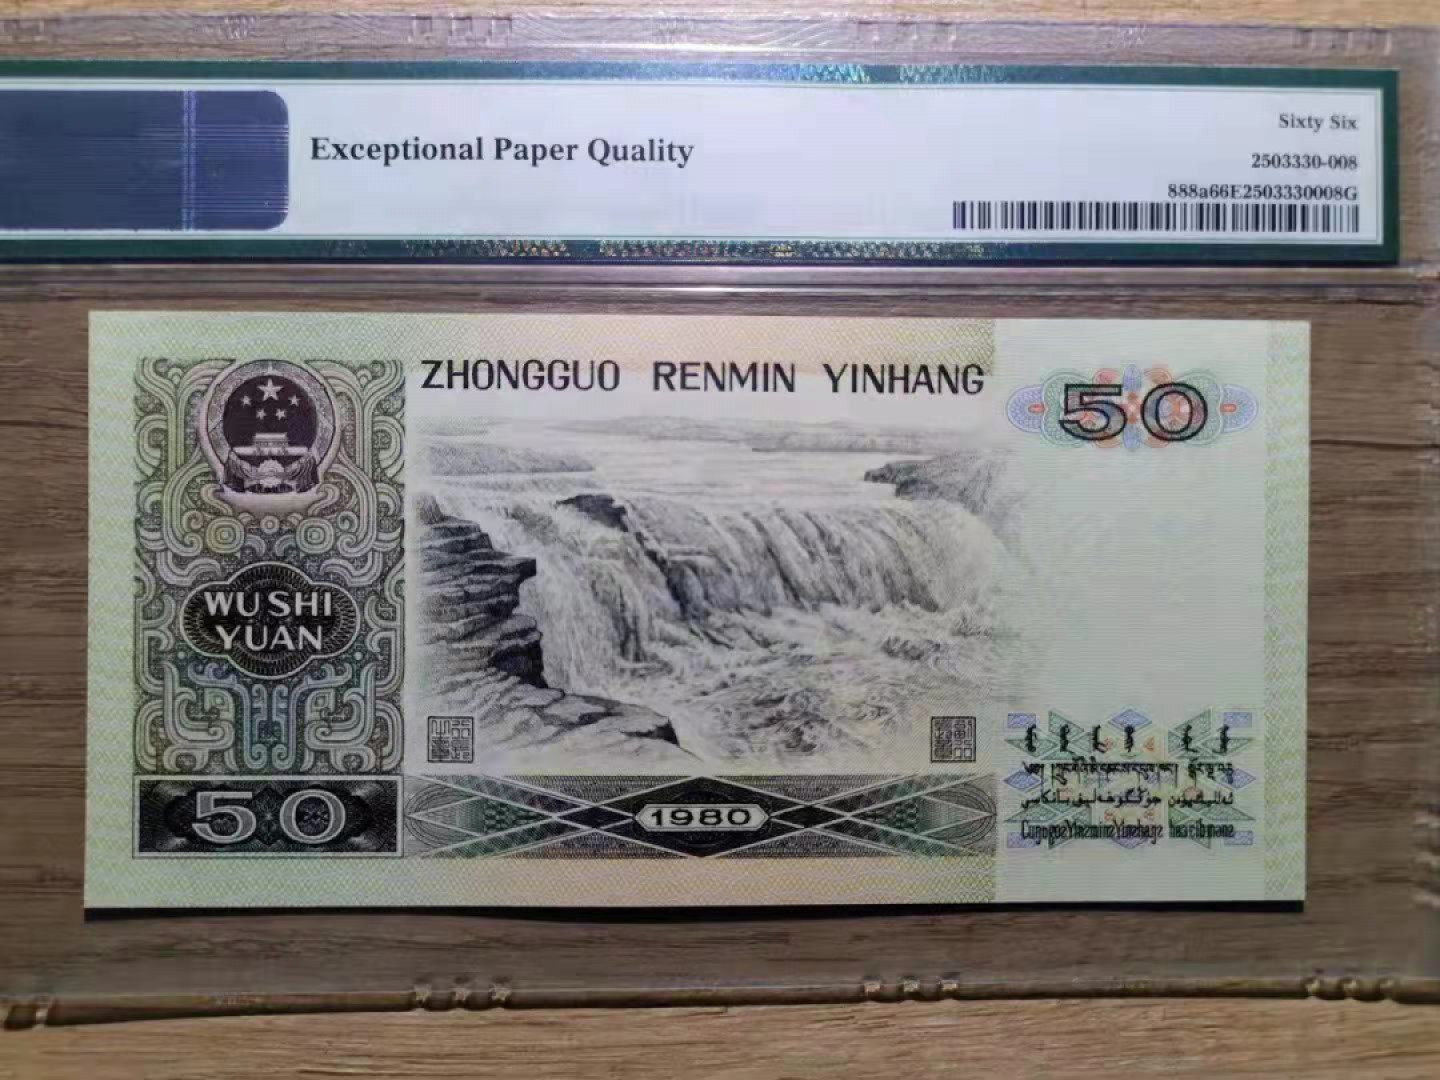 Exceptional Paper Quality
Sixty Six
2503330-008
888a66E2503330008G
ZHONGGUO RENMIN YINHANG
50
WU SHI
YUAN
50
1980